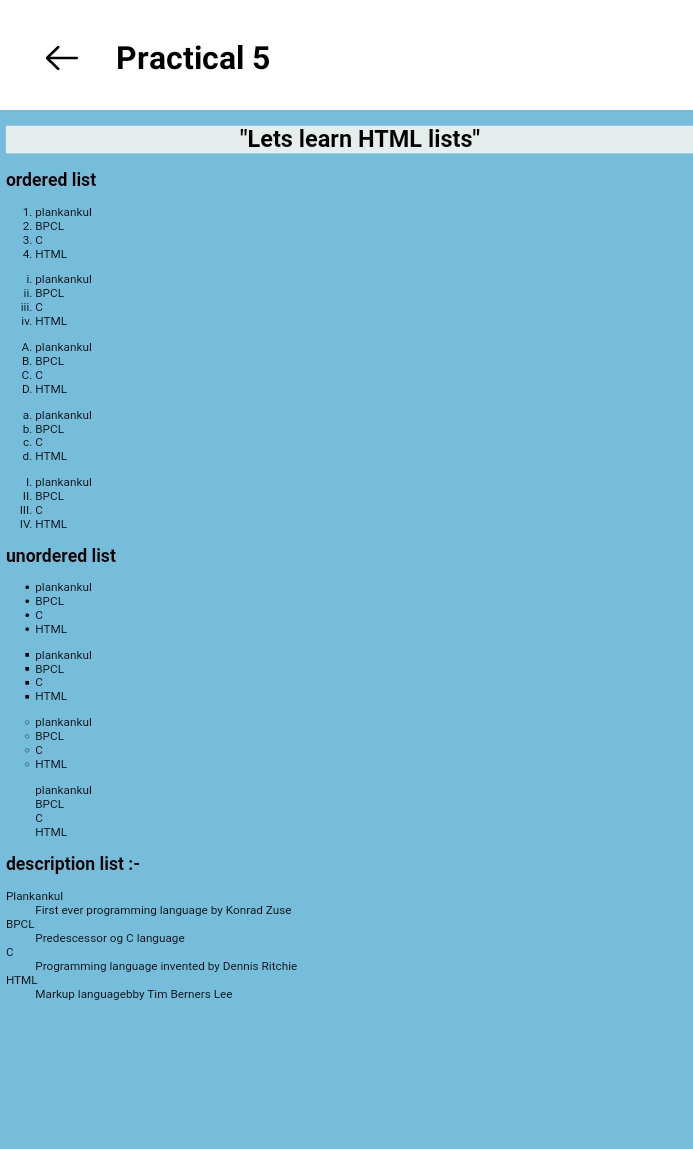 Practical 5
"Lets learn HTML lists"
ordered list
1. plankankul
2. BPCL
3. C
4. HTML
i. plankankul
ii. BPCL
iii. C
iv. HTML
A. plankankul
B. BPCL
C. C
D. HTML
a. plankankul
b. BPCL
c. C
d. HTML
I. plankankul
II. BPCL
III. C
IV. HTML
unordered list
• plankankul
• BPCL
• C
• HTML
▪ plankankul
▪ BPCL
▪ C
▪ HTML
◦ plankankul
◦ BPCL
◦ C
◦ HTML
plankankul
BPCL
C
HTML
description list :-
Plankankul
First ever programming language by Konrad Zuse
BPCL
Predescessor og C language
C
Programming language invented by Dennis Ritchie
HTML
Markup languagebby Tim Berners Lee